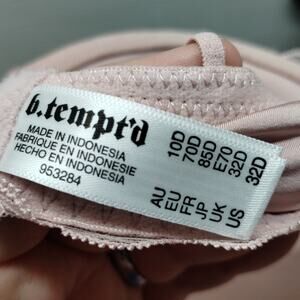 b.tempt'd
MADE IN INDONESIA
FABRIQUE EN INDONESIE
HECHO EN INDONESIA
953284
AU 10D
EU 70D
FR 85D
JP E70
UK 32D
US 32D